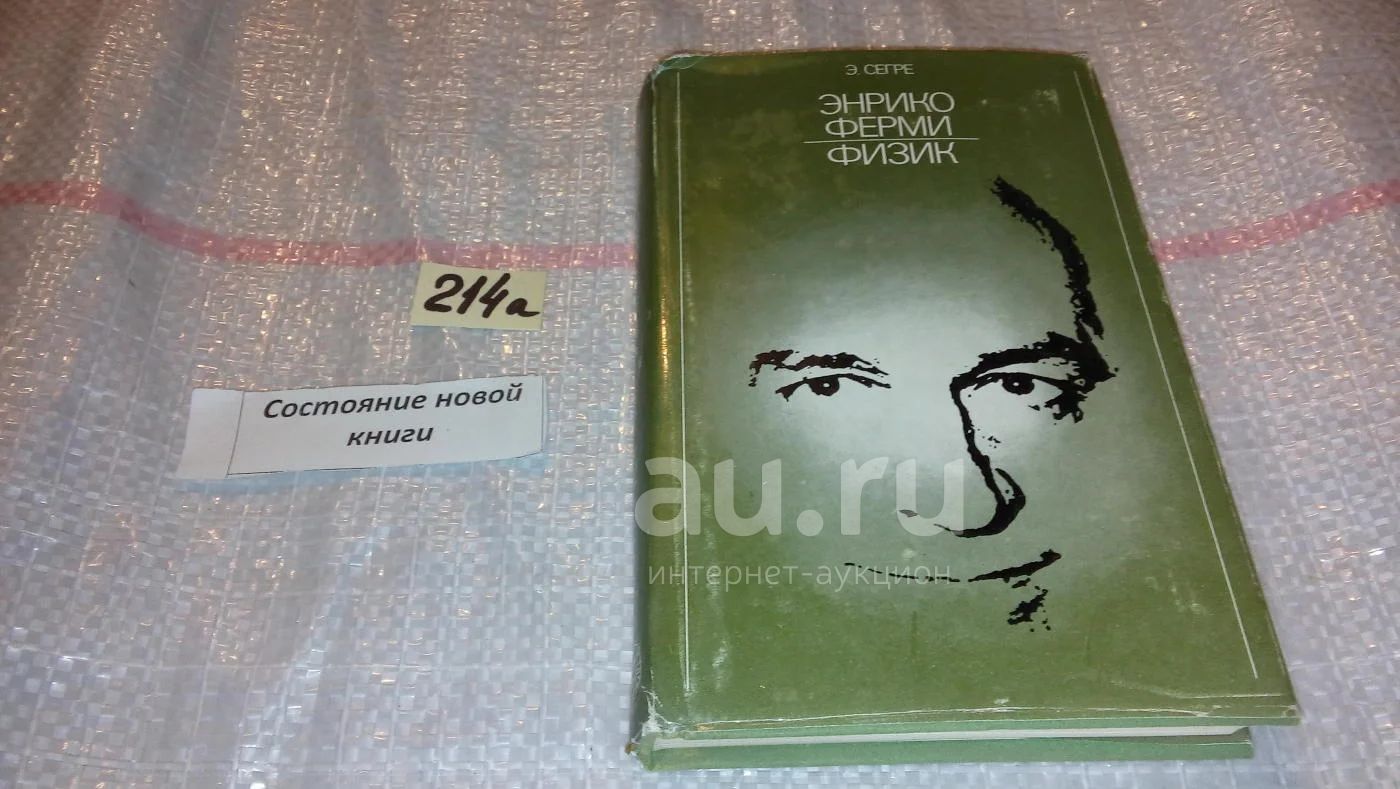 Э. СЕГРЕ
ЭНРИКО
ФЕРМИ
ФИЗИК
214а
Состояние новой
книги
au.ru
интернет-аукцион